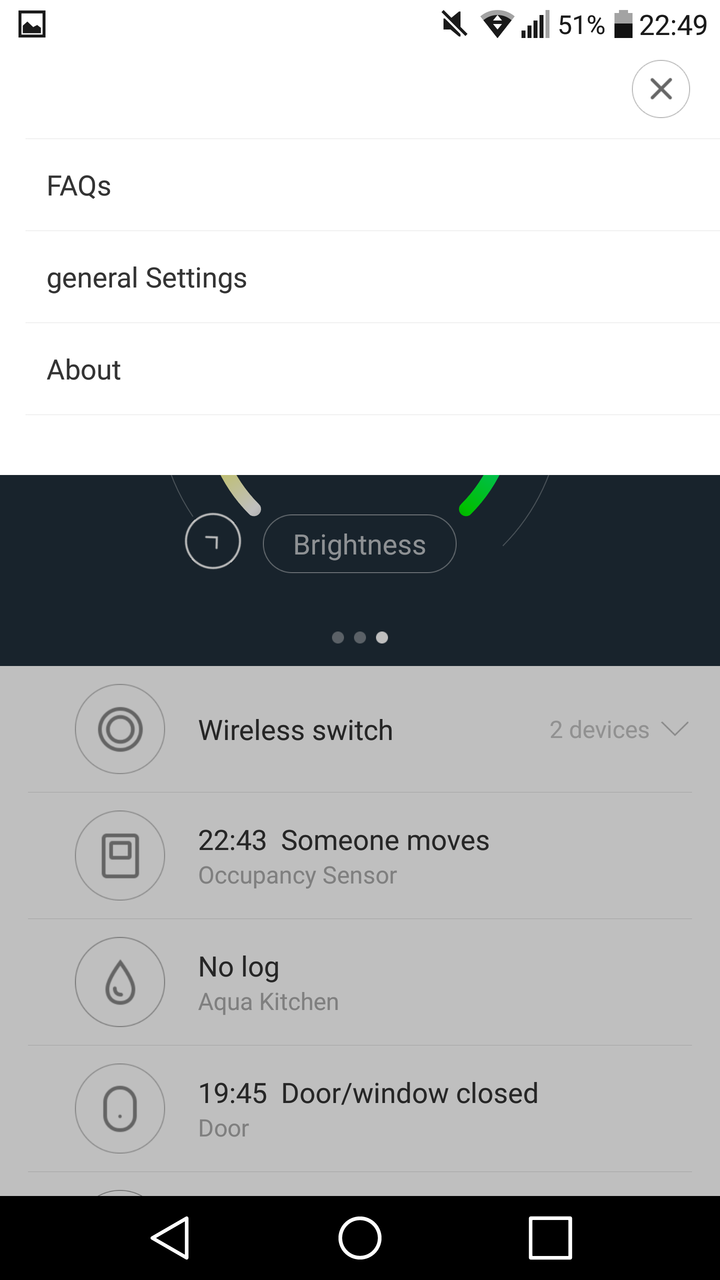 51% 22:49
FAQs
general Settings
About
Brightness
Wireless switch 2 devices
22:43 Someone moves
Occupancy Sensor
No log
Aqua Kitchen
19:45 Door/window closed
Door